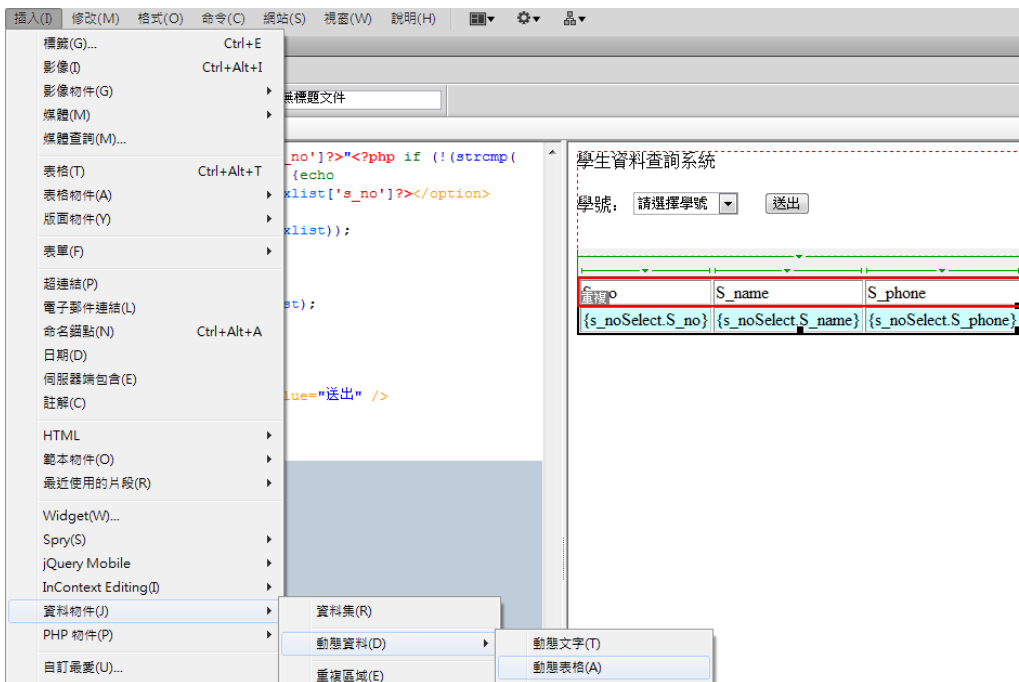 插入(I) 修改(M) 格式(O) 命令(C) 網站(S) 視窗(W) 說明(H)
標籤(G)... Ctrl+E
影像(I) Ctrl+Alt+I
影像物件(G)
媒體(M)
媒體查詢(M)...
表格(T) Ctrl+Alt+T
表格物件(A)
版面物件(Y)
表單(F)
超連結(P)
電子郵件連結(L)
命名錨點(N) Ctrl+Alt+A
日期(D)
伺服器端包含(E)
註解(C)
HTML
範本物件(O)
最近使用的片段(R)
Widget(W)...
Spry(S)
jQuery Mobile
InContext Editing(I)
資料物件(J)
PHP 物件(P)
自訂最愛(U)...
資料集(R)
動態資料(D)
重複區域(E)
動態文字(T)
動態表格(A)
無標題文件
_no']?>"<?php if (!(strcmp(
{echo
xlist['s_no']?></option>
xlist));
st);
lue="送出" />
學生資料查詢系統
學號: 請選擇學號 送出
重複
S_name S_phone
{s_noSelect.S_no} {s_noSelect.S_name} {s_noSelect.S_phone}